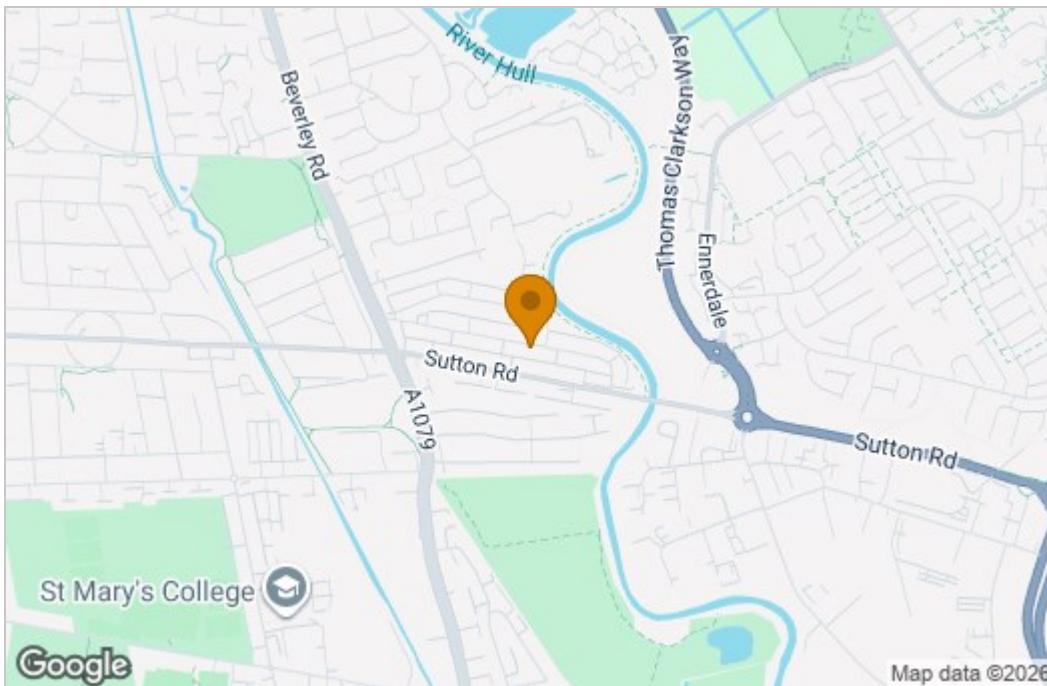 River Hull
Beverley Rd
Thomas Clarkson Way
Ennerdale
Sutton Rd
A1079
Sutton Rd
St Mary's College
Google
Map data ©2026